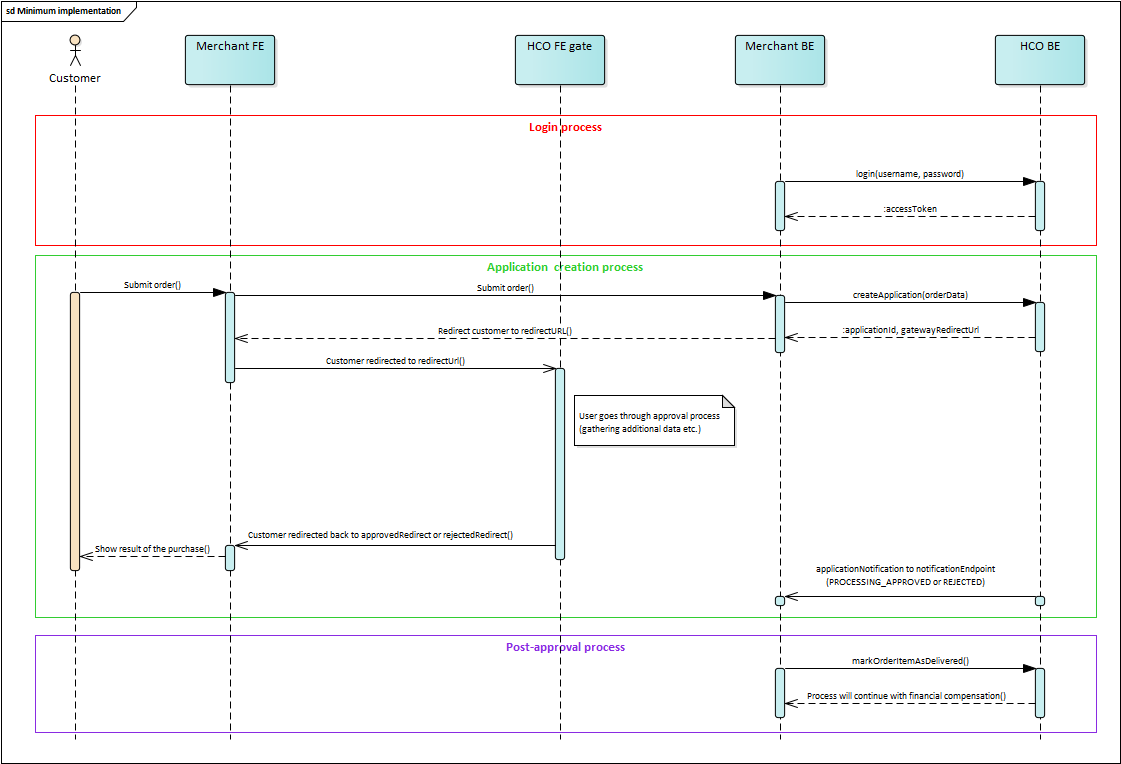 sd Minimum implementation
Customer
Merchant FE
HCO FE gate
Merchant BE
HCO BE
Login process
login(username, password)
:accessToken
Application  creation process
Submit order()
Submit order()
createApplication(orderData)
Redirect customer to redirectURL()
:applicationId, gatewayRedirectUrl
Customer redirected to redirectUrl()
User goes through approval process
(gathering additional data etc.)
Customer redirected back to approvedRedirect or rejectedRedirect()
Show result of the purchase()
applicationNotification to notificationEndpoint
(PROCESSING_APPROVED or REJECTED)
Post-approval process
markOrderItemAsDelivered()
Process will continue with financial compensation()